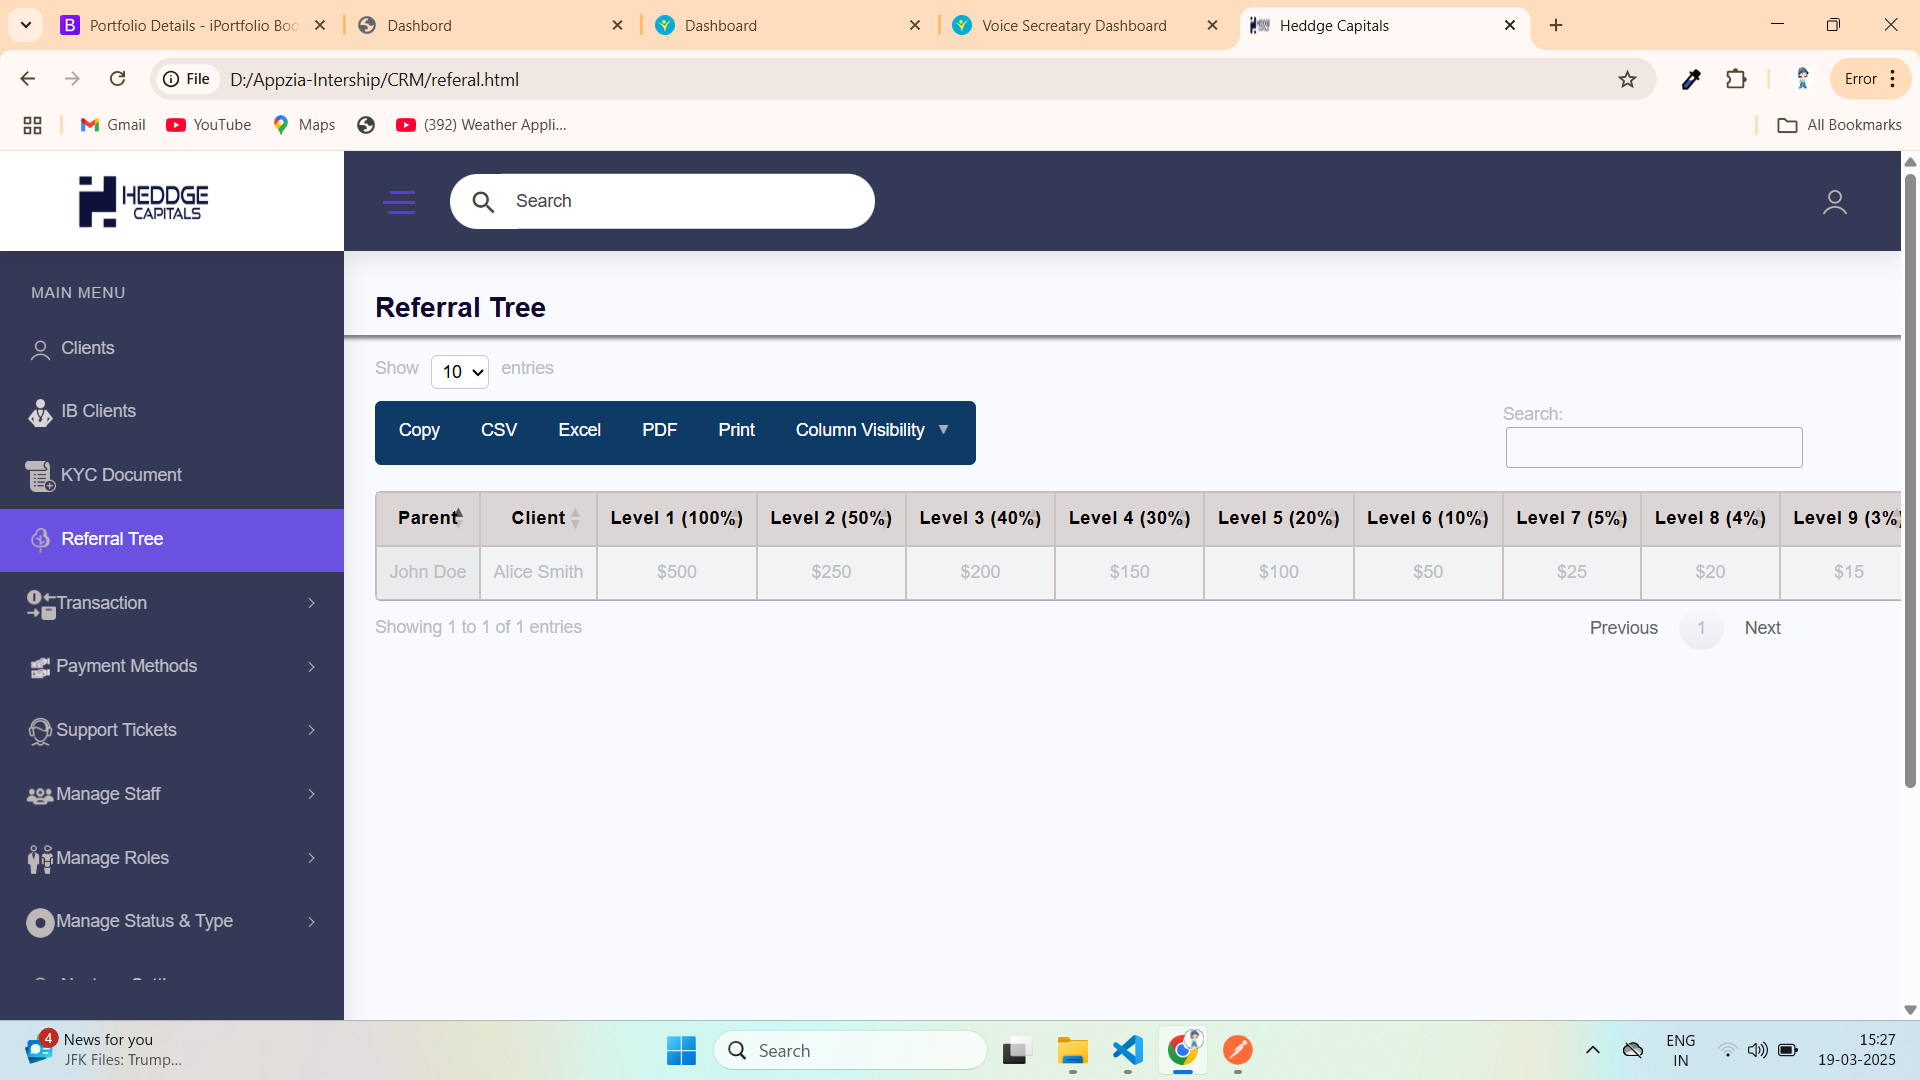 Portfolio Details - iPortfolio Boo
Dashbord
Dashboard
Voice Secreatary Dashboard
Heddge Capitals
File
D:/Appzia-Intership/CRM/referal.html
Error
Gmail
YouTube
Maps
(392) Weather Appli...
All Bookmarks
HEDDGE
CAPITALS
Search
MAIN MENU
Clients
IB Clients
KYC Document
Referral Tree
Transaction
Payment Methods
Support Tickets
Manage Staff
Manage Roles
Manage Status & Type
Referral Tree
Show 10 entries
Copy CSV Excel PDF Print Column Visibility ▼
Search:
Parent Client Level 1 (100%) Level 2 (50%) Level 3 (40%) Level 4 (30%) Level 5 (20%) Level 6 (10%) Level 7 (5%) Level 8 (4%) Level 9 (3%)
John Doe Alice Smith $500 $250 $200 $150 $100 $50 $25 $20 $15
Showing 1 to 1 of 1 entries
Previous 1 Next
4
News for you
JFK Files: Trump...
Search
ENG
IN
15:27
19-03-2025